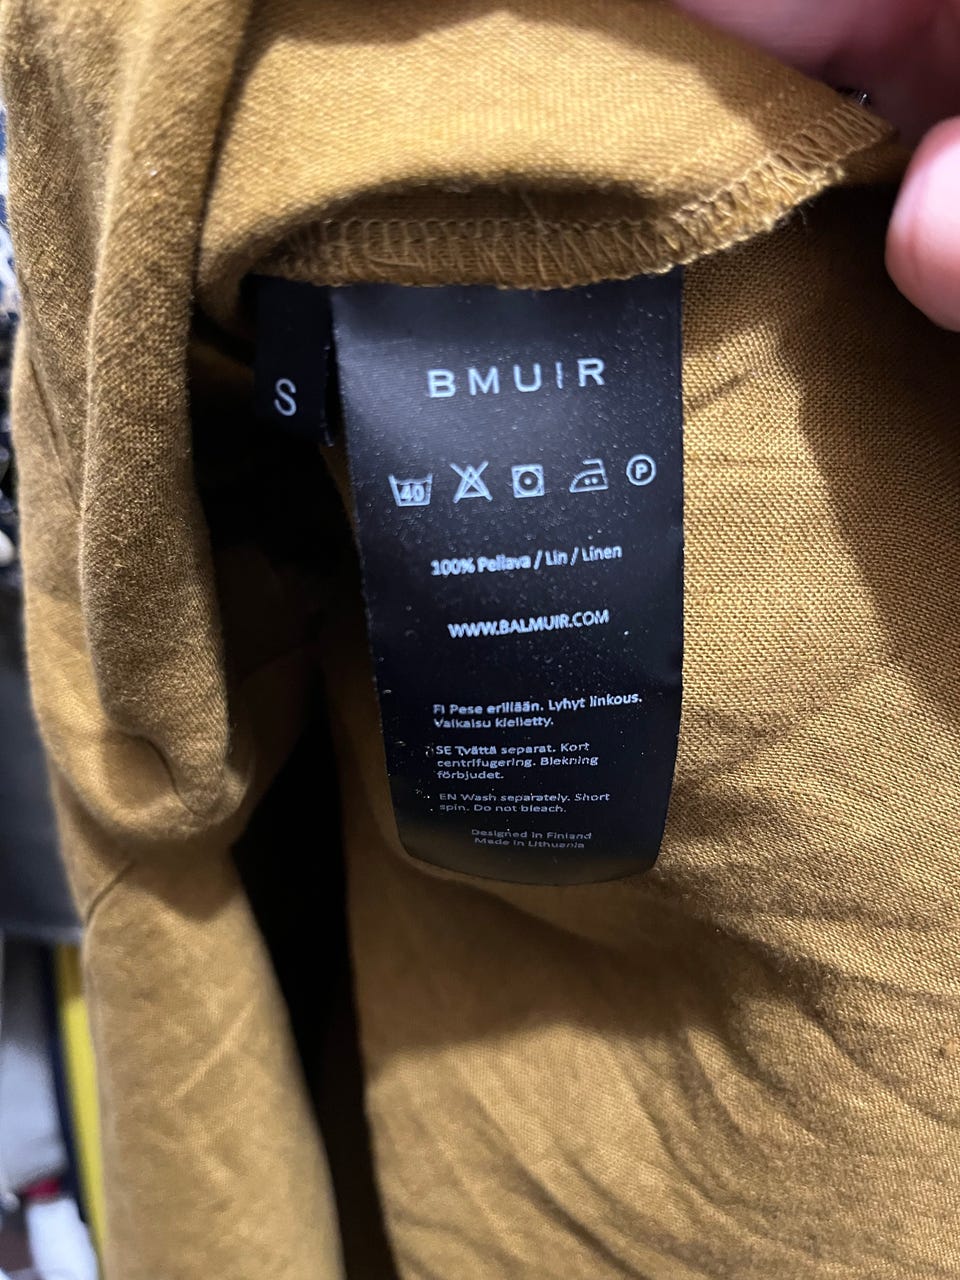 S
BMUIR
40
P
100% Pellava / Lin / Linen
WWW.BALMUIR.COM
FI Pese erillään. Lyhyt linkous.
Valkaisu kielletty.
SE Tvättä separat. Kort
centrifugering. Blekning
förbjudet.
EN Wash separately. Short
spin. Do not bleach.
Designed in Finland
Made in Lithuania